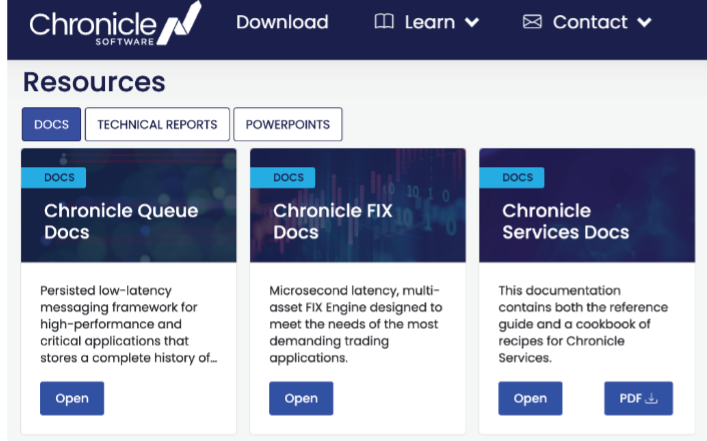 Chronicle
SOFTWARE
Download
Learn
Contact
Resources
DOCS
TECHNICAL REPORTS
POWERPOINTS
DOCS
Chronicle Queue
Docs
Persisted low-latency
messaging framework for
high-performance and
critical applications that
stores a complete history of...
Open
DOCS
Chronicle FIX
Docs
Microsecond latency, multi-
asset FIX Engine designed to
meet the needs of the most
demanding trading
applications.
Open
DOCS
Chronicle
Services Docs
This documentation
contains both the reference
guide and a cookbook of
recipes for Chronicle
Services.
Open
PDF